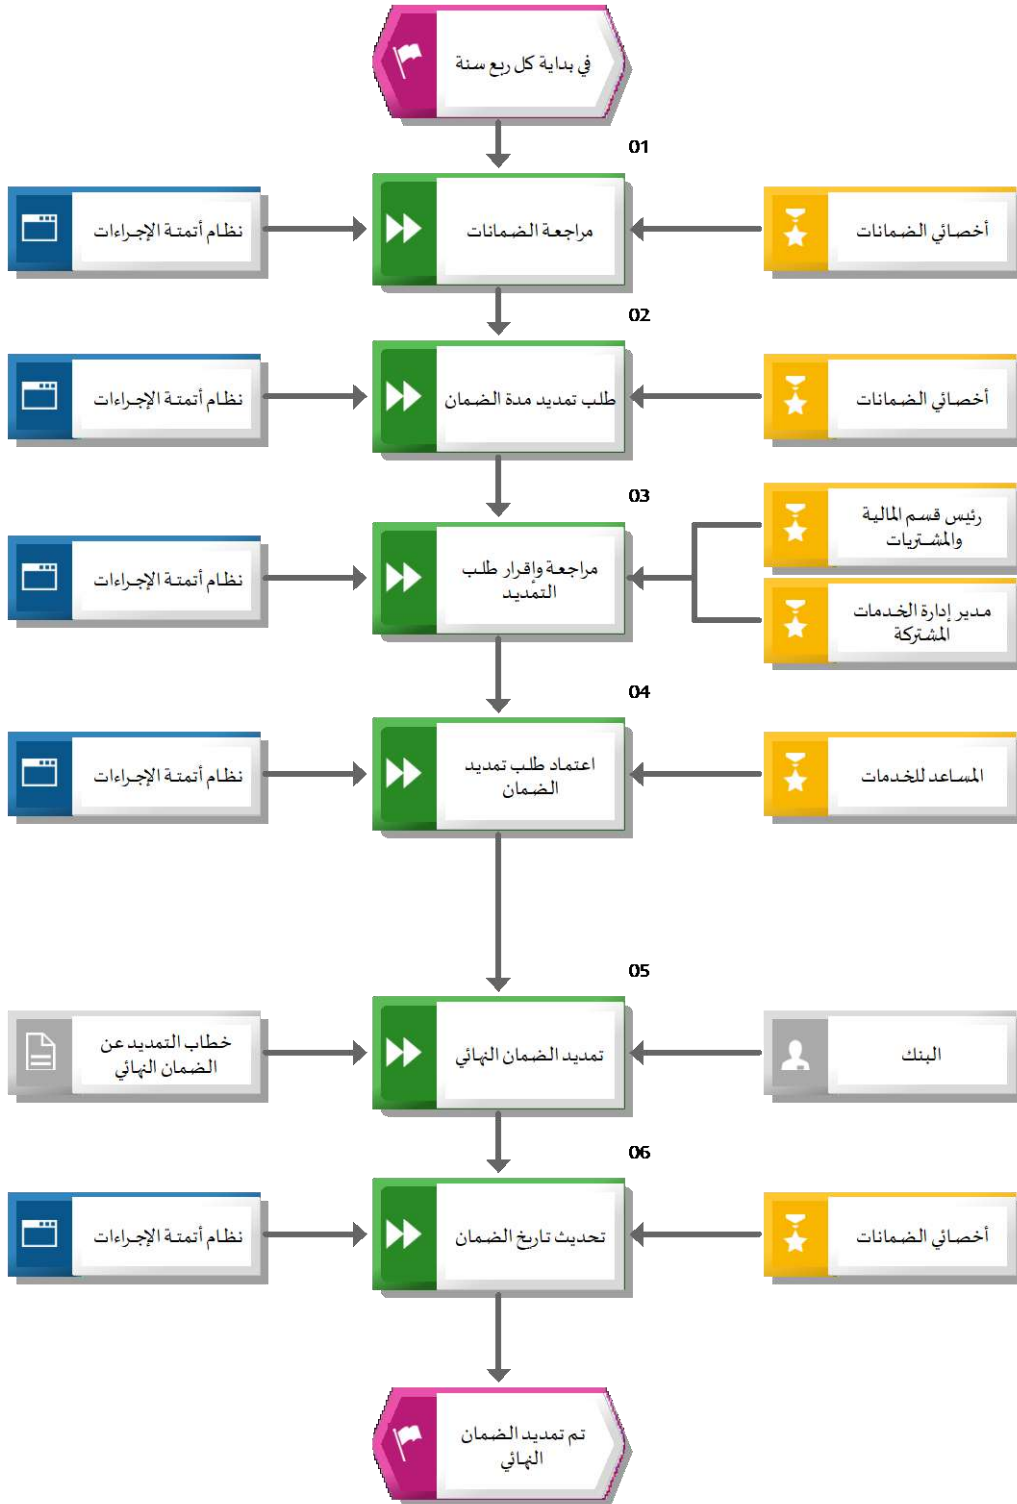 في بداية كل ربع سنة
01
أخصائي الضمانات
مراجعة الضمانات
نظام أتمتة الإجراءات
02
أخصائي الضمانات
طلب تمديد مدة الضمان
نظام أتمتة الإجراءات
03
رئيس قسم المالية
والمشتريات
مدير إدارة الخدمات
المشتركة
مراجعة وإقرار طلب
التمديد
نظام أتمتة الإجراءات
04
المساعد للخدمات
اعتماد طلب تمديد
الضمان
نظام أتمتة الإجراءات
05
البنك
تمديد الضمان النهائي
خطاب التمديد عن
الضمان النهائي
06
أخصائي الضمانات
تحديث تاريخ الضمان
نظام أتمتة الإجراءات
تم تمديد الضمان
النهائي